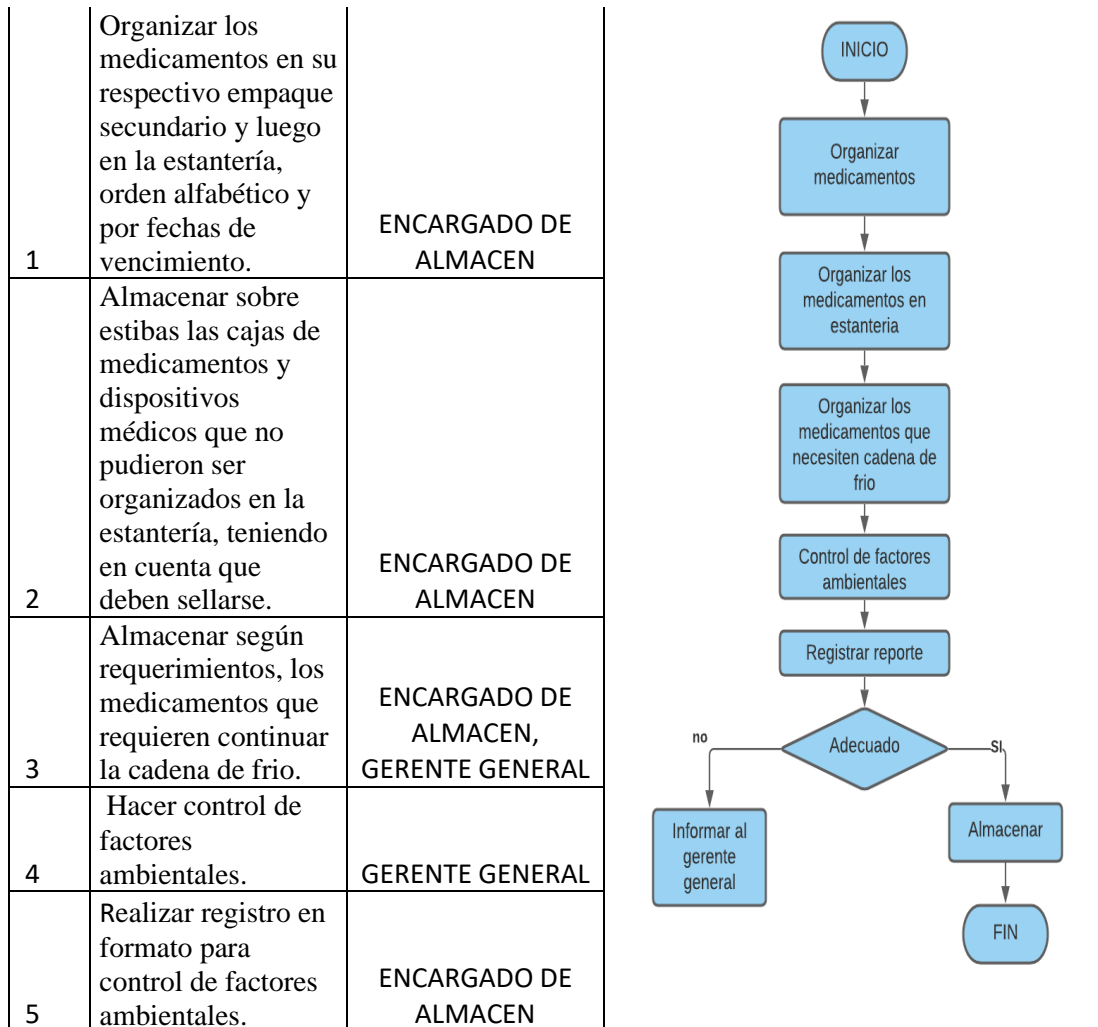 Organizar los
medicamentos en su
respectivo empaque
secundario y luego
en la estantería,
orden alfabético y
por fechas de
1 vencimiento. ENCARGADO DE ALMACEN
Almacenar sobre
estibas las cajas de
medicamentos y
dispositivos
médicos que no
pudieron ser
organizados en la
estantería, teniendo
en cuenta que
2 deben sellarse. ENCARGADO DE ALMACEN
Almacenar según
requerimientos, los
medicamentos que
requieren continuar
3 la cadena de frio. ENCARGADO DE ALMACEN, GERENTE GENERAL
Hacer control de
factores
4 ambientales. GERENTE GENERAL
Realizar registro en
formato para
control de factores
5 ambientales. ENCARGADO DE ALMACEN
INICIO
Organizar
medicamentos
Organizar los
medicamentos en
estanteria
Organizar los
medicamentos que
necesiten cadena de
frio
Control de factores
ambientales
Registrar reporte
Adecuado
no
SI
Informar al
gerente
general
Almacenar
FIN